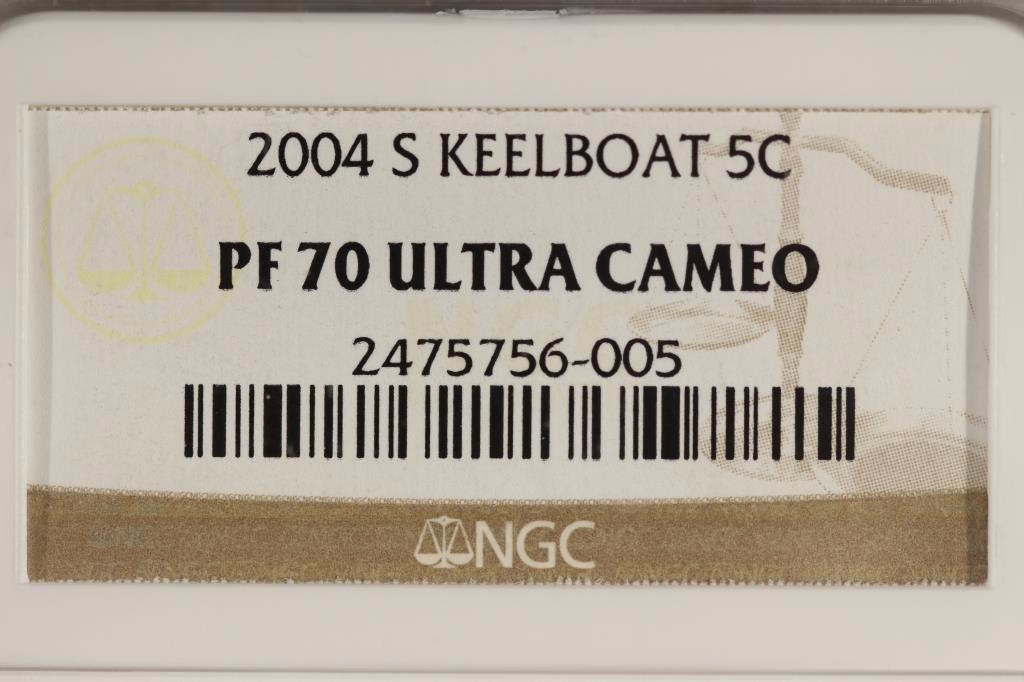 2004 S KEELBOAT 5C
PF 70 ULTRA CAMEO
2475756-005
NGC